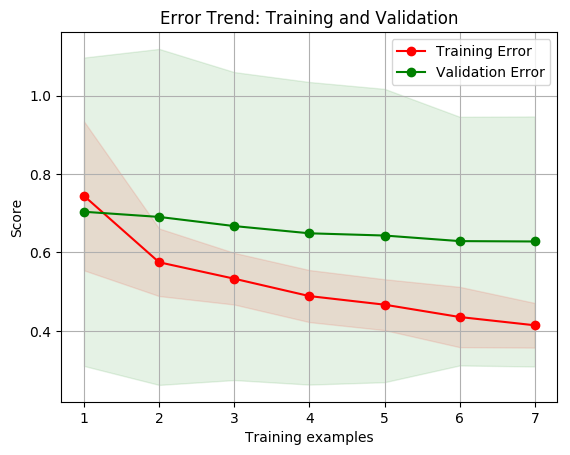 Error Trend: Training and Validation
Training Error
Validation Error
1.0
0.8
0.6
0.4
Score
1 2 3 4 5 6 7
Training examples